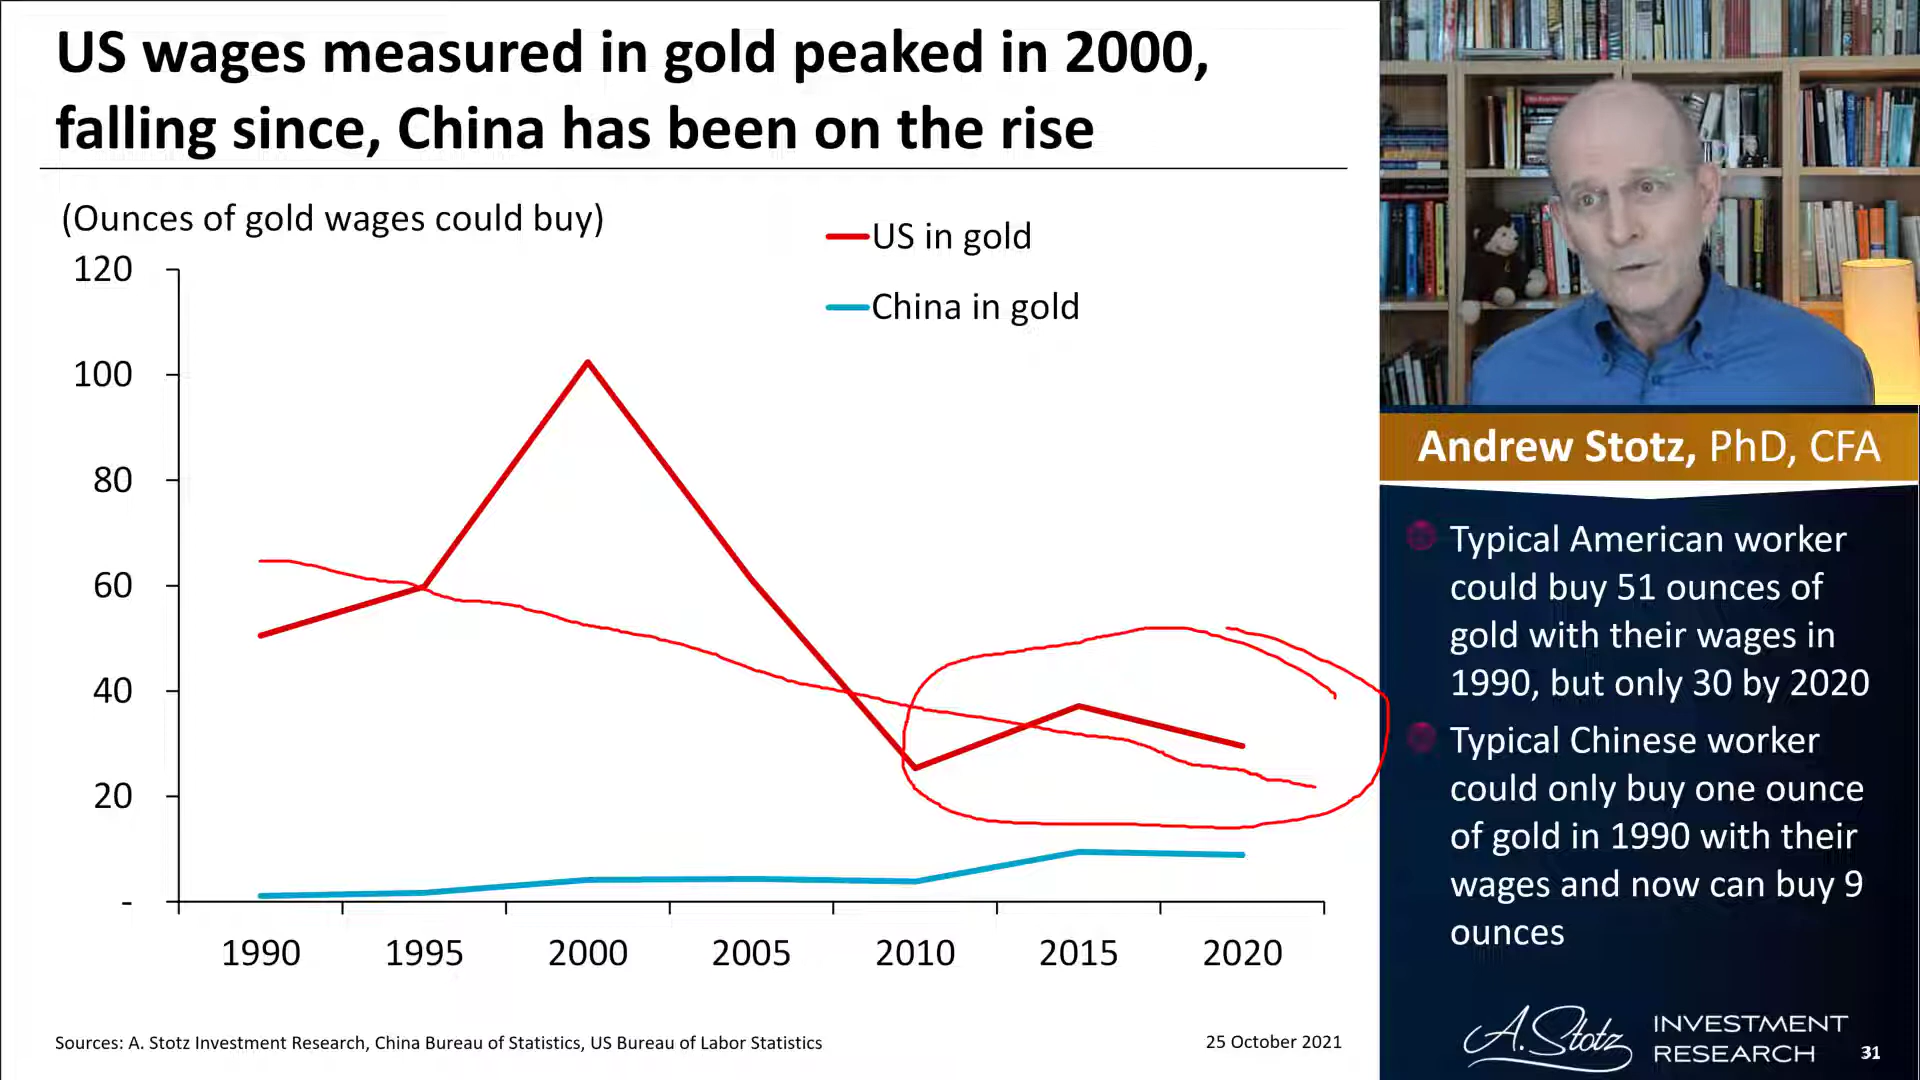 US wages measured in gold peaked in 2000,
falling since, China has been on the rise
(Ounces of gold wages could buy)
US in gold
China in gold
120
100
80
60
40
20
-
1990 1995 2000 2005 2010 2015 2020
Sources: A. Stotz Investment Research, China Bureau of Statistics, US Bureau of Labor Statistics
25 October 2021
Andrew Stotz, PhD, CFA
Typical American worker
could buy 51 ounces of
gold with their wages in
1990, but only 30 by 2020
Typical Chinese worker
could only buy one ounce
of gold in 1990 with their
wages and now can buy 9
ounces
A. Stotz
INVESTMENT
RESEARCH
31